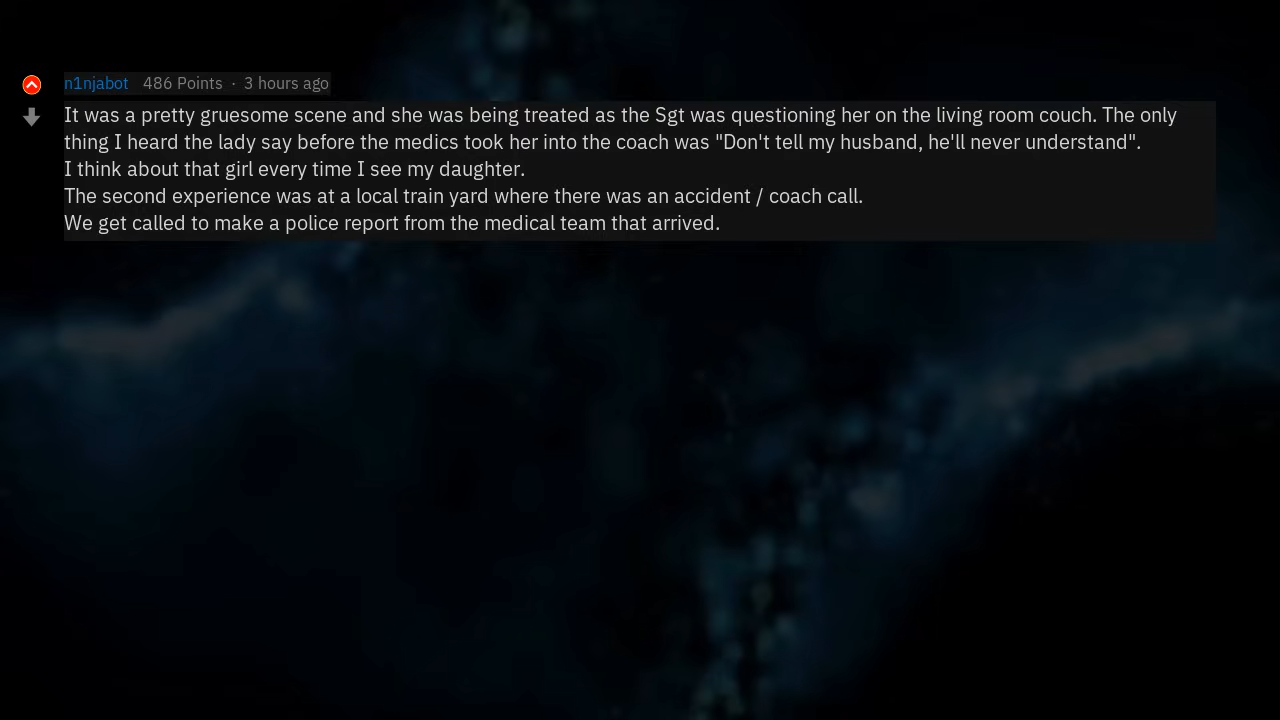 n1njabot 486 Points · 3 hours ago
It was a pretty gruesome scene and she was being treated as the Sgt was questioning her on the living room couch. The only
thing I heard the lady say before the medics took her into the coach was "Don't tell my husband, he'll never understand".
I think about that girl every time I see my daughter.
The second experience was at a local train yard where there was an accident / coach call.
We get called to make a police report from the medical team that arrived.